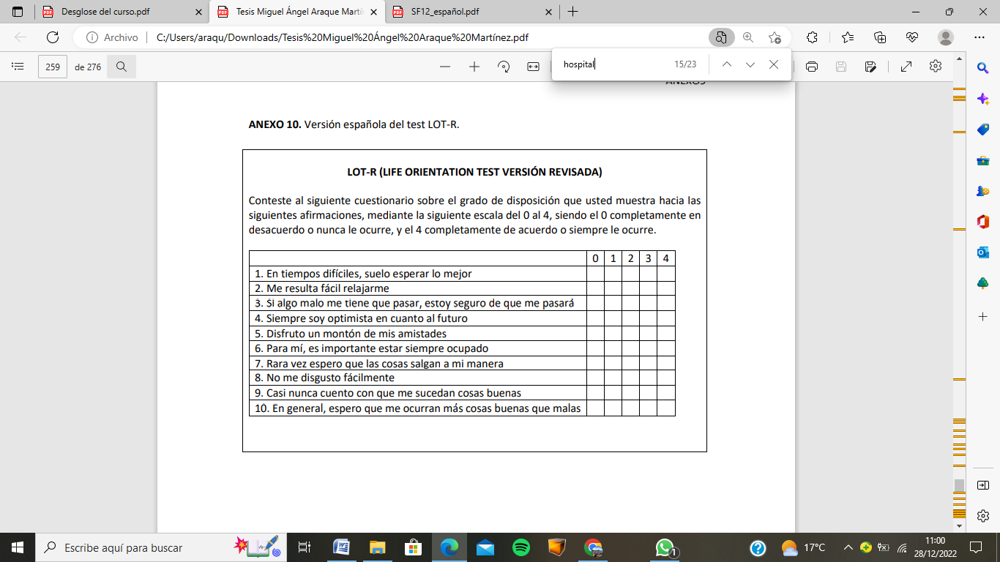 Desglose del curso.pdf
Tesis Miguel Ángel Araque Martín
SF12_español.pdf
Archivo
C:/Users/araqu/Downloads/Tesis%20Miguel%20Ángel%20Araque%20Martínez.pdf
259 de 276
hospital 15/23
ANEXOS
ANEXO 10. Versión española del test LOT-R.
LOT-R (LIFE ORIENTATION TEST VERSIÓN REVISADA)
Conteste al siguiente cuestionario sobre el grado de disposición que usted muestra hacia las
siguientes afirmaciones, mediante la siguiente escala del 0 al 4, siendo el 0 completamente en
desacuerdo o nunca le ocurre, y el 4 completamente de acuerdo o siempre le ocurre.
0 1 2 3 4
1. En tiempos difíciles, suelo esperar lo mejor
2. Me resulta fácil relajarme
3. Si algo malo me tiene que pasar, estoy seguro de que me pasará
4. Siempre soy optimista en cuanto al futuro
5. Disfruto un montón de mis amistades
6. Para mí, es importante estar siempre ocupado
7. Rara vez espero que las cosas salgan a mi manera
8. No me disgusto fácilmente
9. Casi nunca cuento con que me sucedan cosas buenas
10. En general, espero que me ocurran más cosas buenas que malas
Escribe aquí para buscar
1
17°C
11:00
28/12/2022